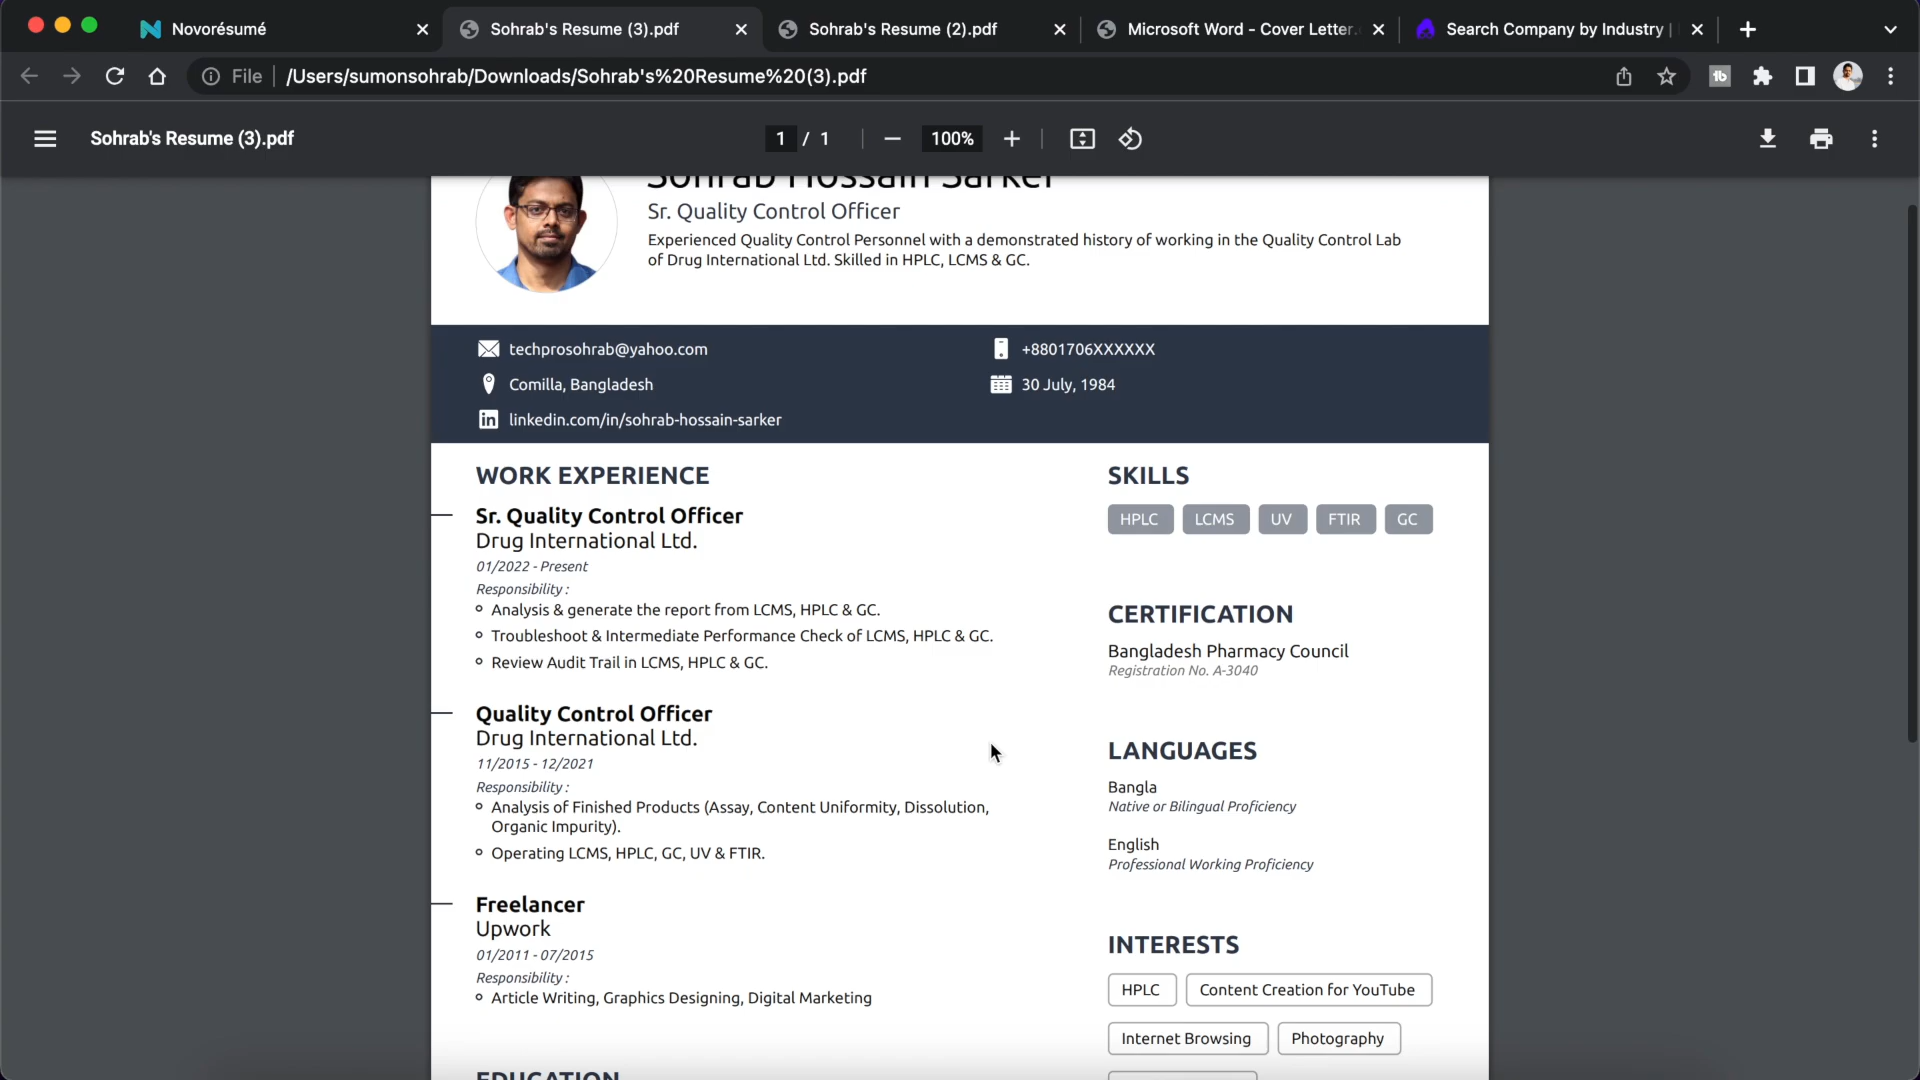 Novorésumé
Sohrab's Resume (3).pdf
Sohrab's Resume (2).pdf
Microsoft Word - Cover Letter.
Search Company by Industry |
File
/Users/sumonsohrab/Downloads/Sohrab's%20Resume%20(3).pdf
Sohrab's Resume (3).pdf
1 / 1
100%
Sohrab Hossain Sarker
Sr. Quality Control Officer
Experienced Quality Control Personnel with a demonstrated history of working in the Quality Control Lab
of Drug International Ltd. Skilled in HPLC, LCMS & GC.
techprosohrab@yahoo.com
+8801706XXXXXX
Comilla, Bangladesh
30 July, 1984
linkedin.com/in/sohrab-hossain-sarker
WORK EXPERIENCE
Sr. Quality Control Officer
Drug International Ltd.
01/2022 - Present
Responsibility :
Analysis & generate the report from LCMS, HPLC & GC.
Troubleshoot & Intermediate Performance Check of LCMS, HPLC & GC.
Review Audit Trail in LCMS, HPLC & GC.
Quality Control Officer
Drug International Ltd.
11/2015 - 12/2021
Responsibility :
Analysis of Finished Products (Assay, Content Uniformity, Dissolution,
Organic Impurity).
Operating LCMS, HPLC, GC, UV & FTIR.
Freelancer
Upwork
01/2011 - 07/2015
Responsibility :
Article Writing, Graphics Designing, Digital Marketing
EDUCATION
SKILLS
HPLC LCMS UV FTIR GC
CERTIFICATION
Bangladesh Pharmacy Council
Registration No. A-3040
LANGUAGES
Bangla
Native or Bilingual Proficiency
English
Professional Working Proficiency
INTERESTS
HPLC Content Creation for YouTube
Internet Browsing Photography